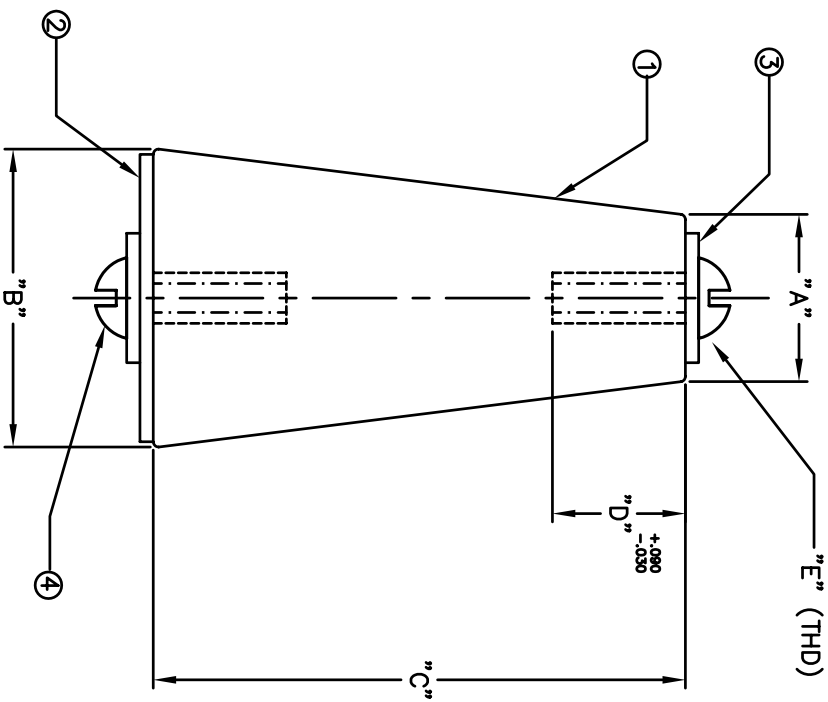 ②
①
③
"A"
"B"
"D" +.090
-.030
"E" (THD)
④
"C"